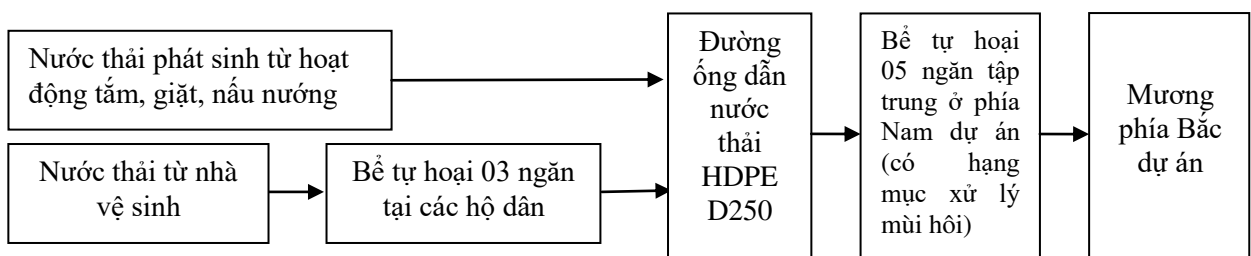 Nước thải phát sinh từ hoạt
động tắm, giặt, nấu nướng
Nước thải từ nhà
vệ sinh
Bể tự hoại 03 ngăn
tại các hộ dân
Đường
ống dẫn
nước
thải
HDPE
D250
Bể tự hoại
05 ngăn tập
trung ở phía
Nam dự án
(có hạng
mục xử lý
mùi hôi)
Mương
phía Bắc
dự án